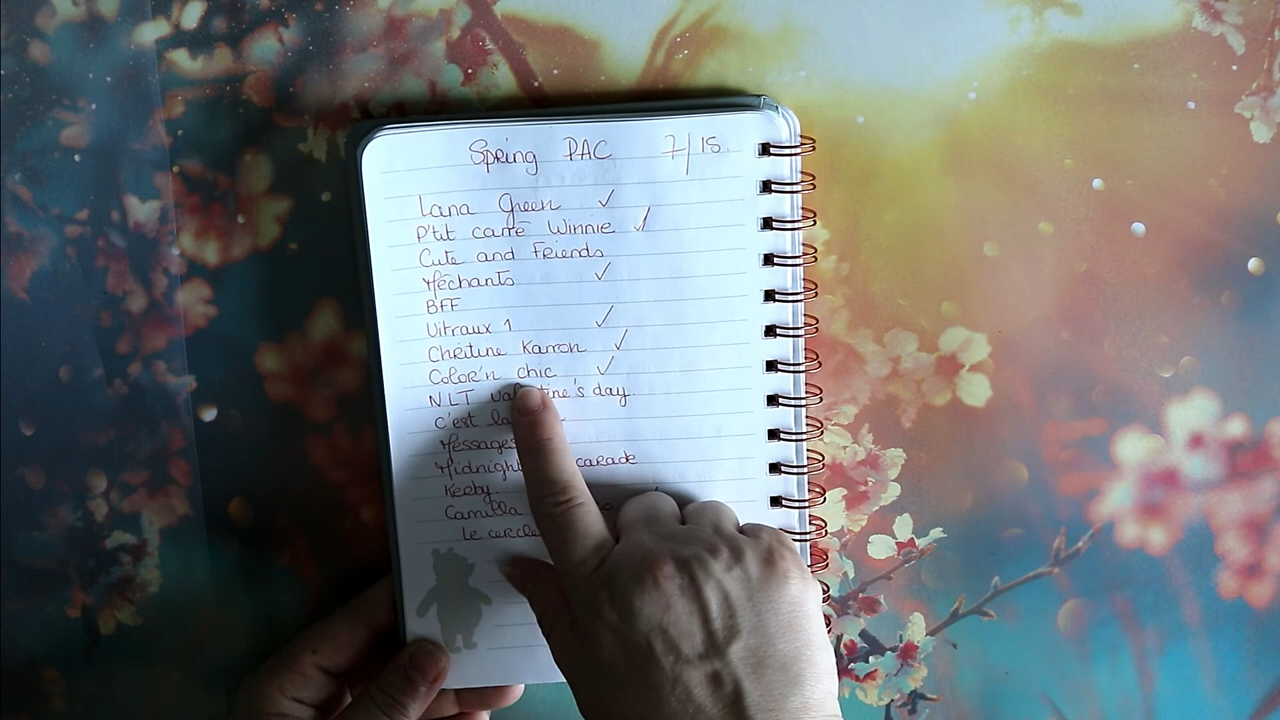 Spring PAC 7/15.
Lana Green ✓
P'tit carré Winnie ✓
Cute and Friends
Méchants ✓
BFF
Vitraux 1 ✓
Christine Karron ✓
Color'n chic ✓
NLT valentine's day
C'est la
Messages
Midnight
Keeby.
Camilla
Le cercle